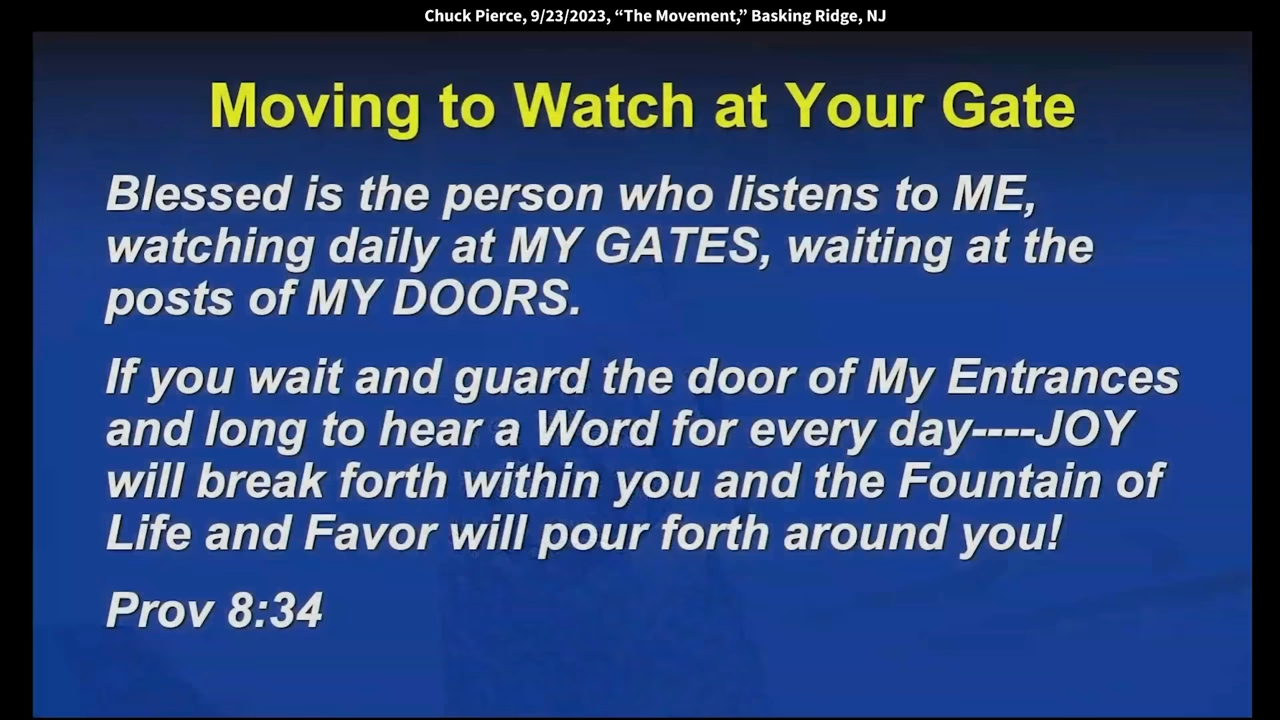 Chuck Pierce, 9/23/2023, “The Movement,” Basking Ridge, NJ
Moving to Watch at Your Gate
Blessed is the person who listens to ME,
watching daily at MY GATES, waiting at the
posts of MY DOORS.
If you wait and guard the door of My Entrances
and long to hear a Word for every day----JOY
will break forth within you and the Fountain of
Life and Favor will pour forth around you!
Prov 8:34